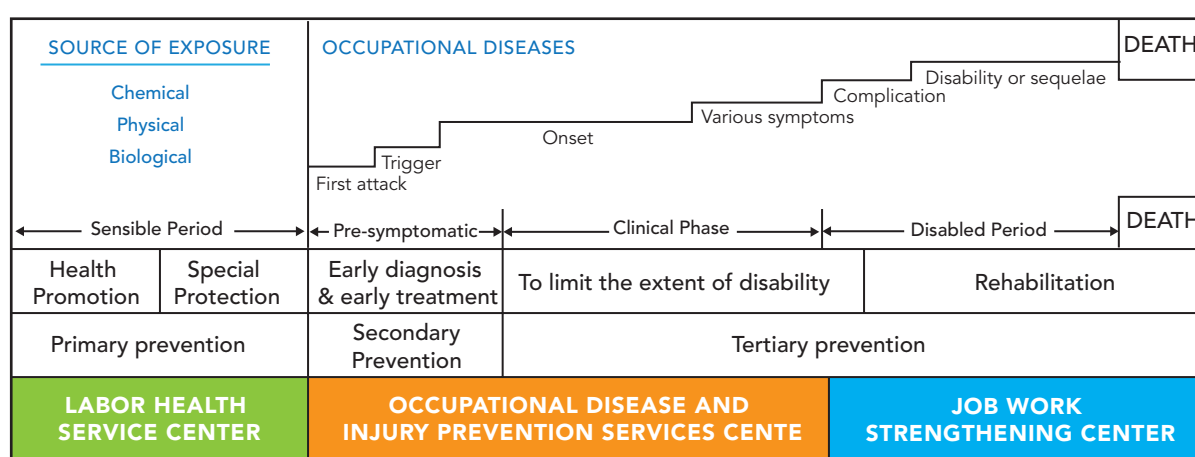 SOURCE OF EXPOSURE
Chemical
Physical
Biological
OCCUPATIONAL DISEASES
DEATH
Disability or sequelae
Complication
Various symptoms
Onset
Trigger
First attack
Sensible Period
Pre-symptomatic
Clinical Phase
Disabled Period
DEATH
Health
Promotion
Special
Protection
Early diagnosis
& early treatment
To limit the extent of disability
Rehabilitation
Primary prevention
Secondary
Prevention
Tertiary prevention
LABOR HEALTH
SERVICE CENTER
OCCUPATIONAL DISEASE AND
INJURY PREVENTION SERVICES CENTE
JOB WORK
STRENGTHENING CENTER